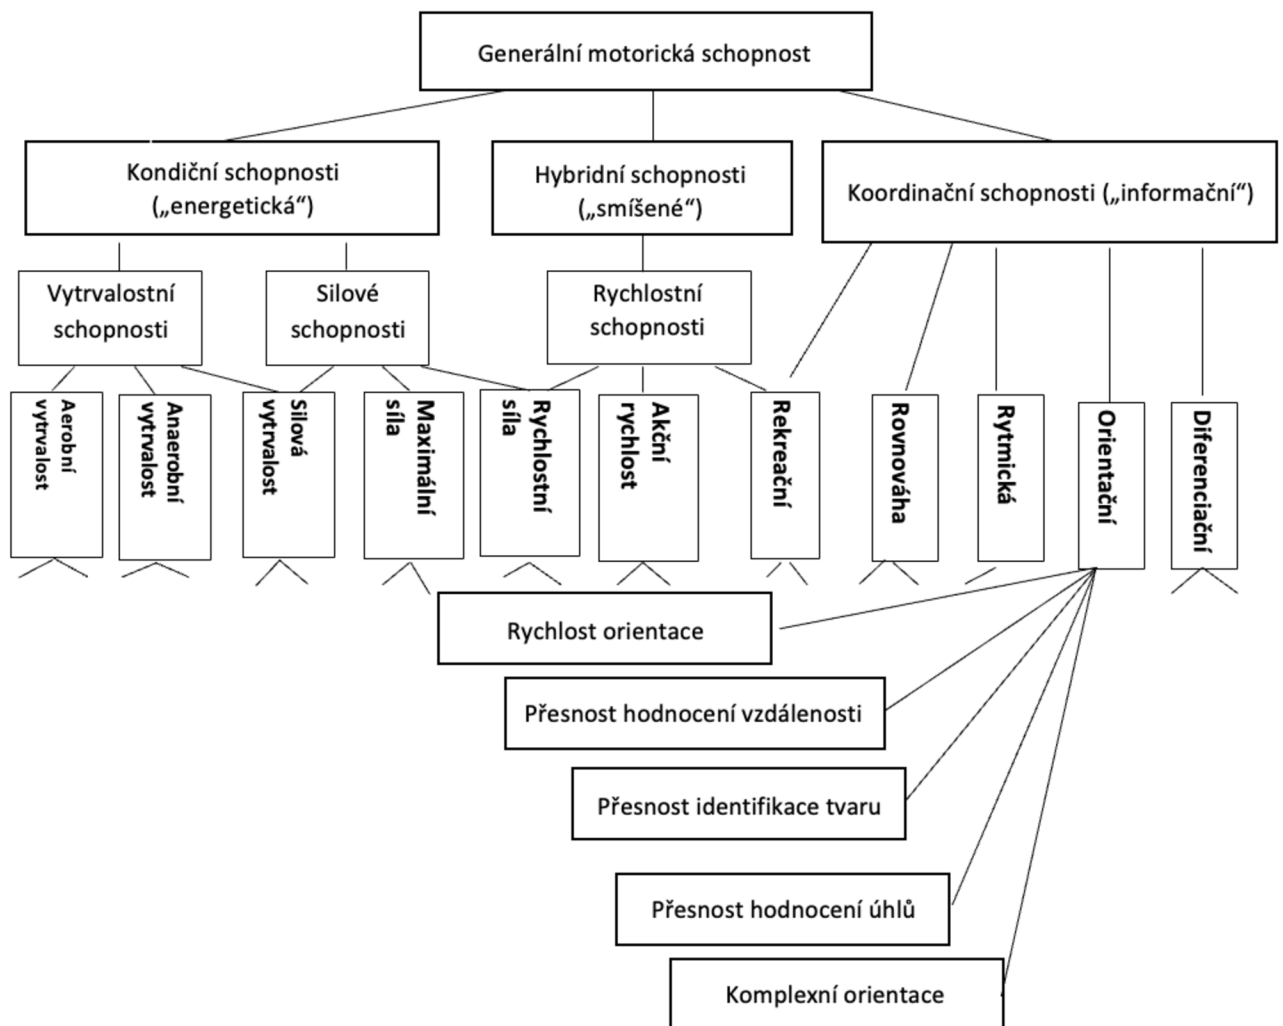 Generální motorická schopnost
Kondiční schopnosti
(„energetická“)
Hybridní schopnosti
(„smíšené“)
Koordinační schopnosti („informační“)
Vytrvalostní
schopnosti
Silové
schopnosti
Rychlostní
schopnosti
Aerobní
vytrvalost
Anaerobní
vytrvalost
Silová
vytrvalost
Maximální
síla
Rychlostní
síla
Akční
rychlost
Rekreační
Rovnováha
Rytmická
Orientační
Diferenciační
Rychlost orientace
Přesnost hodnocení vzdálenosti
Přesnost identifikace tvaru
Přesnost hodnocení úhlů
Komplexní orientace